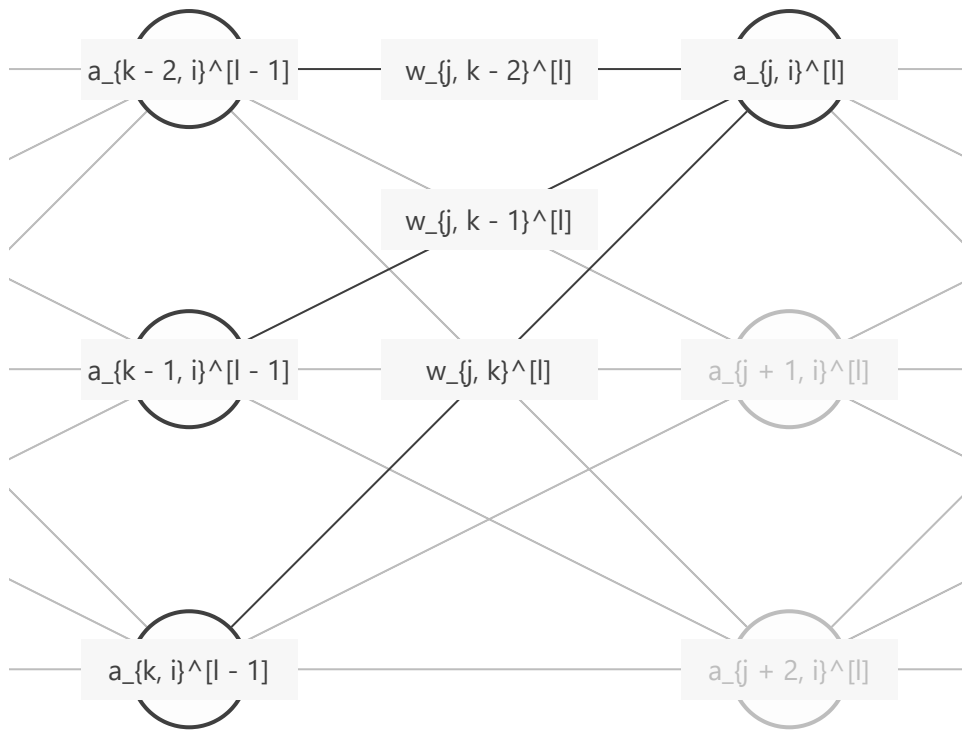 a_{k - 2, i}^[l - 1]
w_{j, k - 2}^[l]
a_{j, i}^[l]
w_{j, k - 1}^[l]
a_{k - 1, i}^[l - 1]
w_{j, k}^[l]
a_{j + 1, i}^[l]
a_{k, i}^[l - 1]
a_{j + 2, i}^[l]